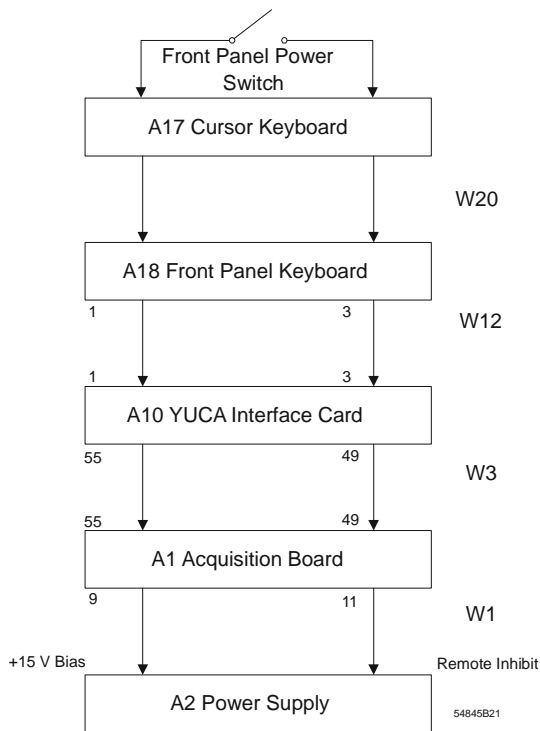 Front Panel Power
Switch
A17 Cursor Keyboard
W20
A18 Front Panel Keyboard
1 3
W12
1 3
A10 YUCA Interface Card
55 49
W3
55 49
A1 Acquisition Board
9 11
W1
+15 V Bias Remote Inhibit
A2 Power Supply
54845B21